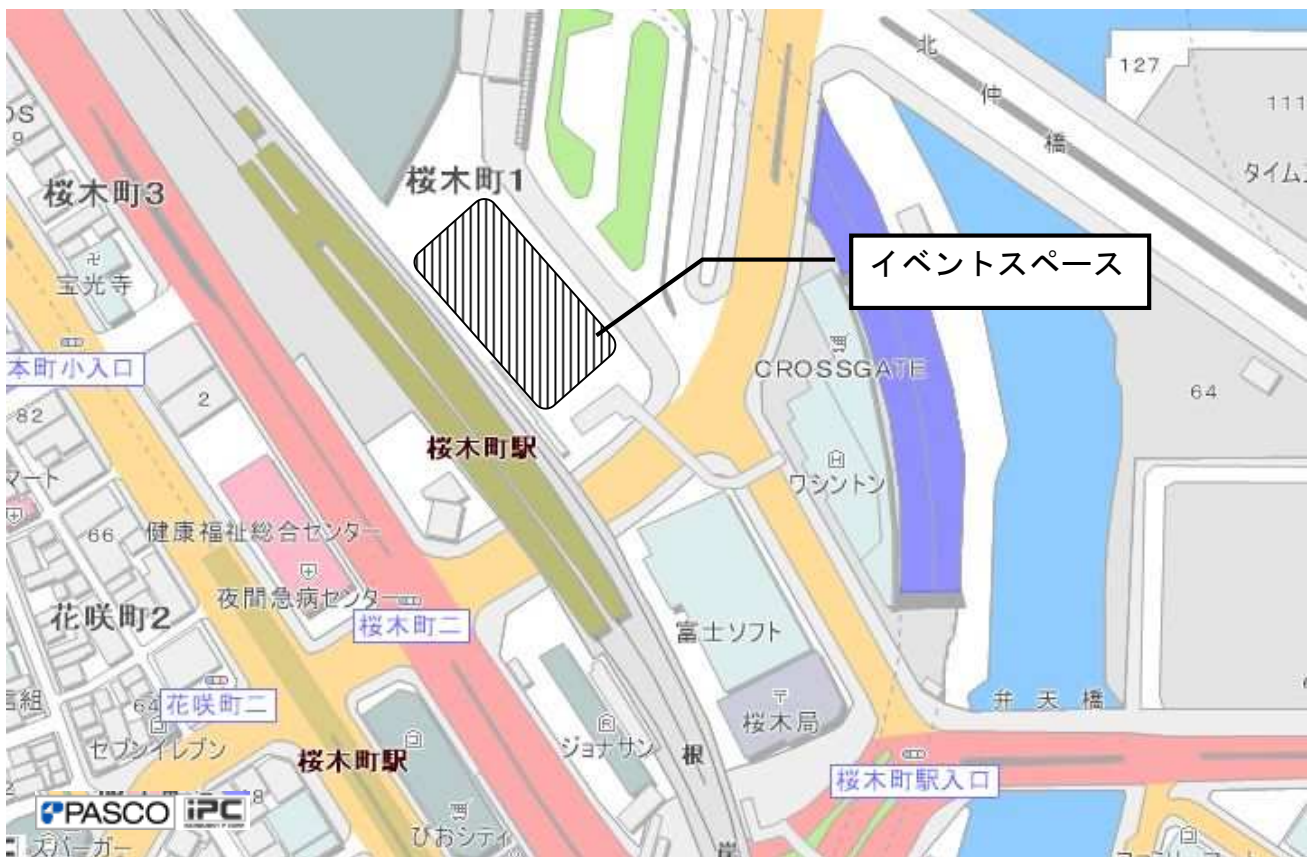 北仲橋
127
111
OS
9
桜木町1
桜木町3
イベントスペース
宝光寺
CROSSGATE
本町小入口
2
64
82
桜木町駅
マート
ワシントン
66
健康福祉総合センター
夜間急病センター
花咲町2
桜木町二
富士ソフト
花咲町二
64
弁天橋
桜木局
セブンイレブン
ジョナサン
根
桜木町駅
桜木町駅入口
8
PASCO iPC
ぴおシティ
岸